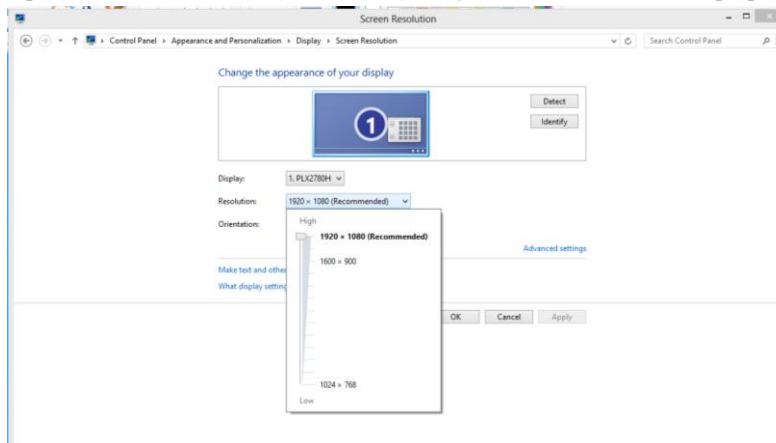 Screen Resolution
Control Panel › Appearance and Personalization › Display › Screen Resolution
Search Control Panel
Change the appearance of your display
1
Detect
Identify
Display: 1. PLX2780H
Resolution: 1920 × 1080 (Recommended)
Orientation:
High
1920 × 1080 (Recommended)
1600 × 900
1024 × 768
Low
Advanced settings
Make text and other
What display setting
OK Cancel Apply